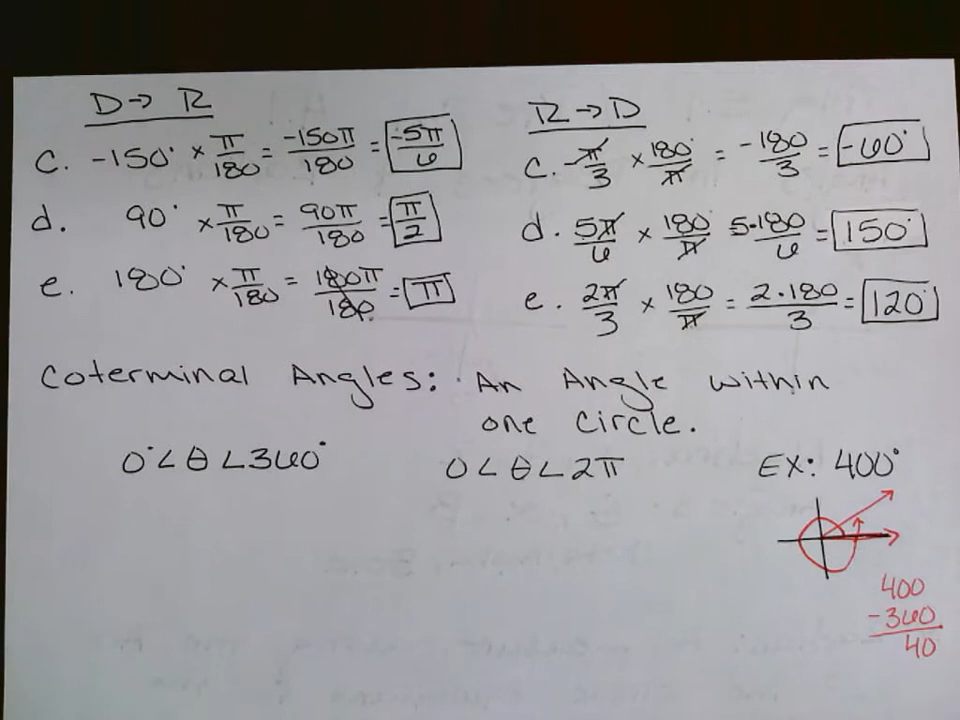 D → R
c. -150° × π/180 = -150π/180 = -5π/6
d. 90° × π/180 = 90π/180 = π/2
e. 180° × π/180 = 180π/180 = π
R → D
c. -π/3 × 180°/π = -180/3 = -60°
d. 5π/6 × 180°/π 5·180/6 = 150°
e. 2π/3 × 180/π = 2·180/3 = 120°
Coterminal Angles: An Angle within
one circle.
0° < θ < 360° 0 < θ < 2π EX: 400°
400
-360
40